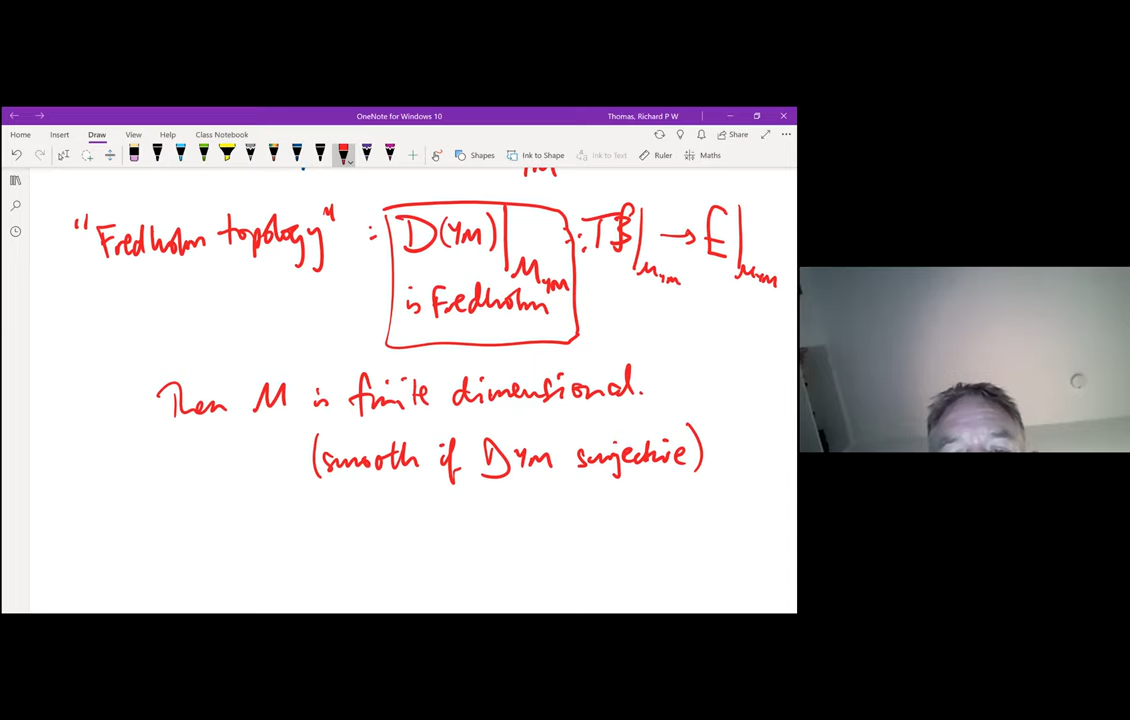 OneNote for Windows 10
Thomas, Richard P W
Home Insert Draw View Help Class Notebook
Share
Shapes Ink to Shape Ink to Text Ruler Maths
M
"Fredholm topology" : D(YM)|M_YM : TB|M_YM → E|M_YM
is Fredholm
Then M is finite dimensional.
(smooth if DYM surjective)